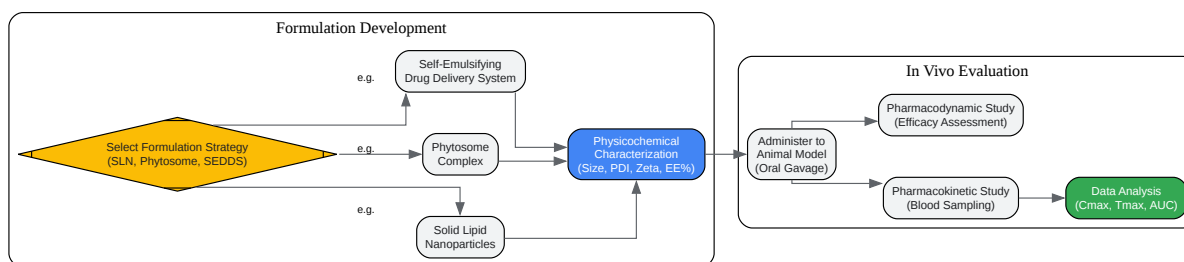 Formulation Development
Select Formulation Strategy
(SLN, Phytosome, SEDDS)
e.g.
Self-Emulsifying
Drug Delivery System
e.g.
Phytosome
Complex
e.g.
Solid Lipid
Nanoparticles
Physicochemical
Characterization
(Size, PDI, Zeta, EE%)
In Vivo Evaluation
Administer to
Animal Model
(Oral Gavage)
Pharmacodynamic Study
(Efficacy Assessment)
Pharmacokinetic Study
(Blood Sampling)
Data Analysis
(Cmax, Tmax, AUC)